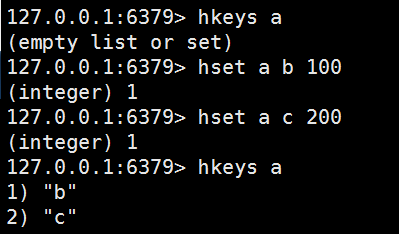 127.0.0.1:6379> hkeys a
(empty list or set)
127.0.0.1:6379> hset a b 100
(integer) 1
127.0.0.1:6379> hset a c 200
(integer) 1
127.0.0.1:6379> hkeys a
1) "b"
2) "c"